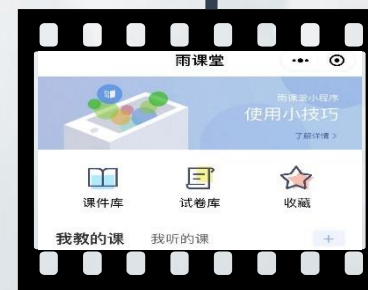 雨课堂
雨课堂小程序
使用小技巧
了解详情 >
课件库 试卷库 收藏
我教的课 我听的课 +